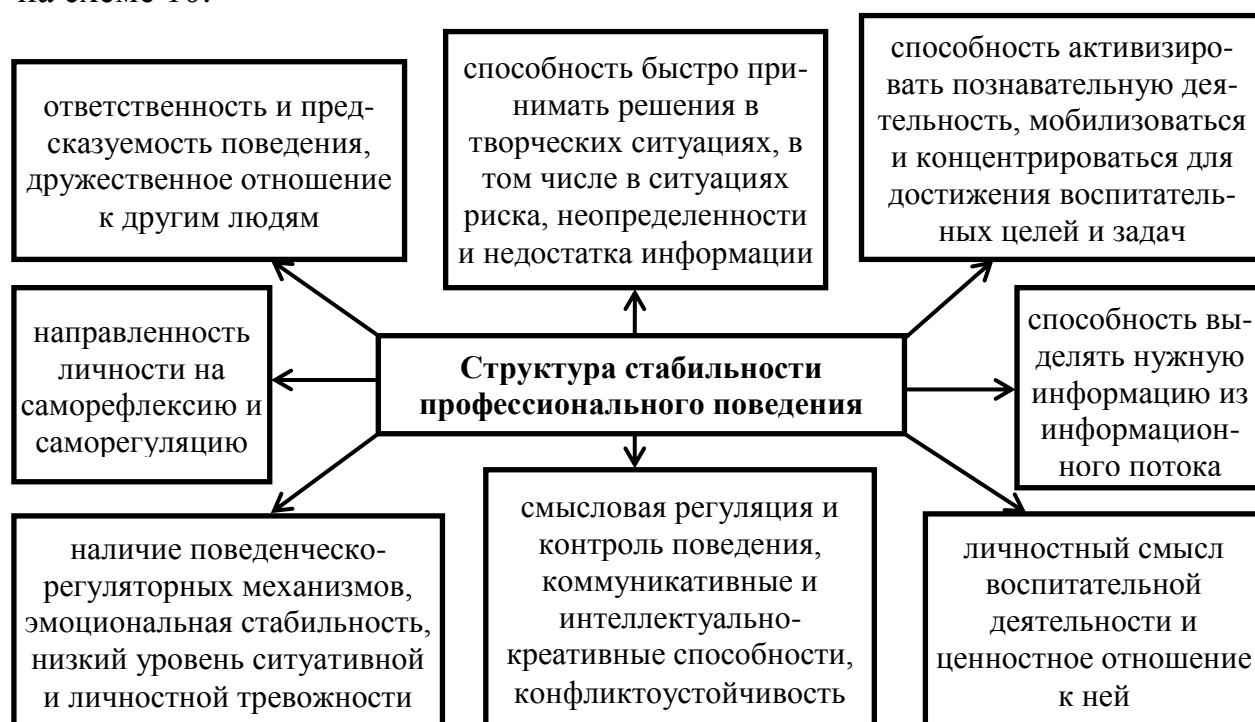 на схеме 10.
ответственность и пред-
сказуемость поведения,
дружественное отношение
к другим людям
способность быстро при-
нимать решения в
творческих ситуациях, в
том числе в ситуациях
риска, неопределенности
и недостатка информации
способность активизиро-
вать познавательную дея-
тельность, мобилизоваться
и концентрироваться для
достижения воспитатель-
ных целей и задач
направленность
личности на
саморефлексию и
саморегуляцию
Структура стабильности
профессионального поведения
способность вы-
делять нужную
информацию из
информацион-
ного потока
наличие поведенческо-
регуляторных механизмов,
эмоциональная стабильность,
низкий уровень ситуативной
и личностной тревожности
смысловая регуляция и
контроль поведения,
коммуникативные и
интеллектуально-
креативные способности,
конфликтоустойчивость
личностный смысл
воспитательной
деятельности и
ценностное отношение
к ней